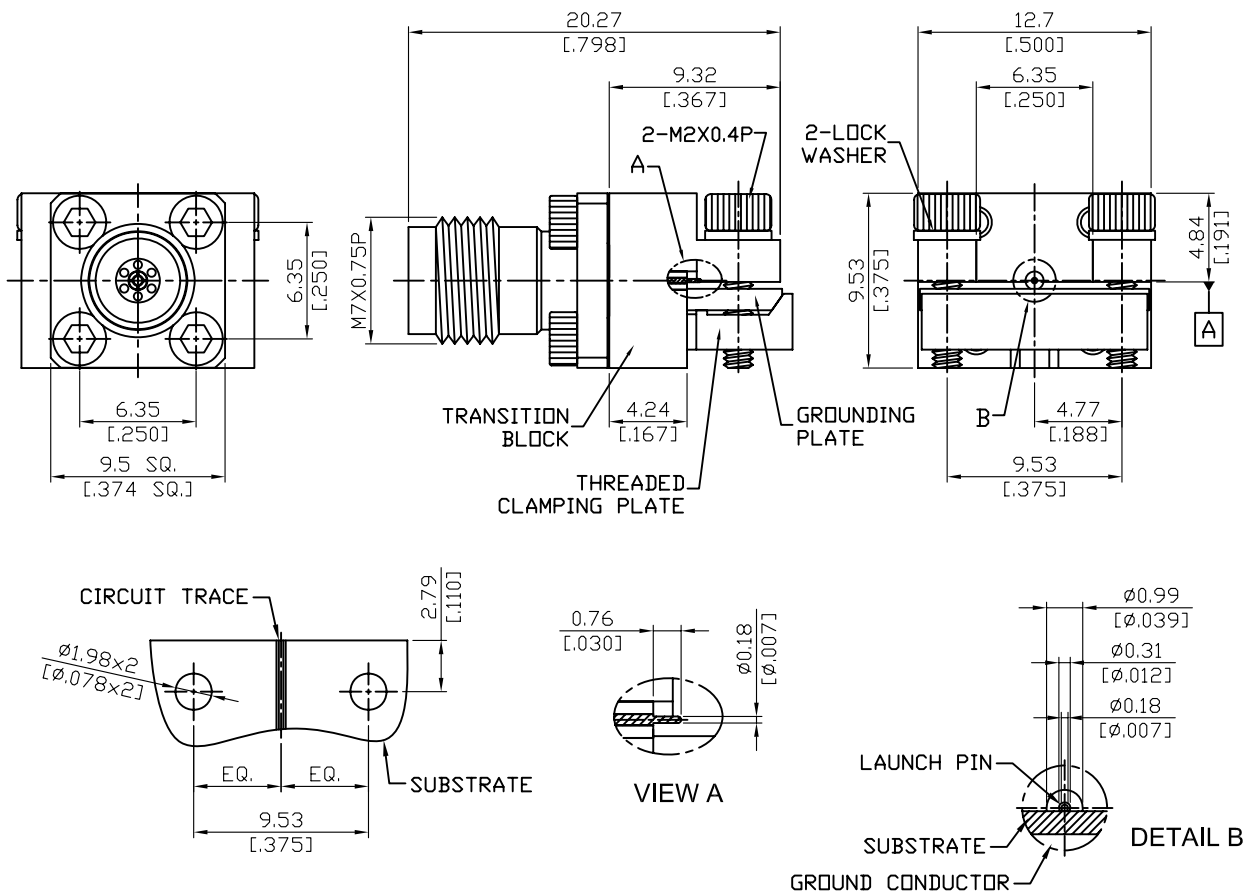 20.27
[.798]
9.32
[.367]
2-M2X0.4P
A
M7X0.75P
TRANSITION
BLOCK
4.24
[.167]
GROUNDING
PLATE
THREADED
CLAMPING PLATE
6.35
[.250]
6.35
[.250]
9.5 SQ.
[.374 SQ.]
12.7
[.500]
6.35
[.250]
2-LOCK
WASHER
9.53
[.375]
4.84
[.191]
A
B
4.77
[.188]
9.53
[.375]
CIRCUIT TRACE
2.79
[.110]
Ø1.98×2
[Ø.078×2]
EQ.
EQ.
SUBSTRATE
9.53
[.375]
0.76
[.030]
Ø0.18
[Ø.007]
VIEW A
Ø0.99
[Ø.039]
Ø0.31
[Ø.012]
Ø0.18
[Ø.007]
LAUNCH PIN
SUBSTRATE
GROUND CONDUCTOR
DETAIL B